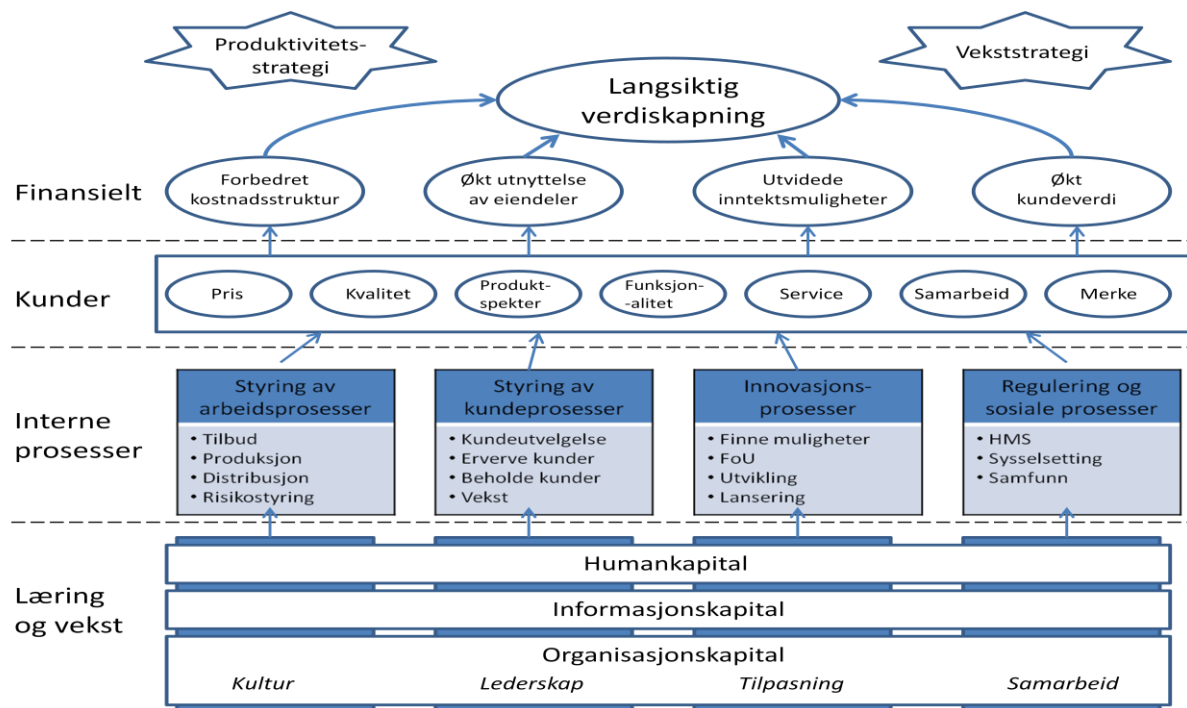 Produktivitets-
strategi
Vekststrategi
Langsiktig
verdiskapning
Finansielt
Forbedret
kostnadsstruktur
Økt utnyttelse
av eiendeler
Utvidede
inntektsmuligheter
Økt
kundeverdi
Kunder
Pris
Kvalitet
Produkt-
spekter
Funksjon-
-alitet
Service
Samarbeid
Merke
Interne
prosesser
Styring av
arbeidsprosesser
• Tilbud
• Produksjon
• Distribusjon
• Risikostyring
Styring av
kundeprosesser
• Kundeutvelgelse
• Erverve kunder
• Beholde kunder
• Vekst
Innovasjons-
prosesser
• Finne muligheter
• FoU
• Utvikling
• Lansering
Regulering og
sosiale prosesser
• HMS
• Sysselsetting
• Samfunn
Læring
og vekst
Humankapital
Informasjonskapital
Organisasjonskapital
Kultur
Lederskap
Tilpasning
Samarbeid